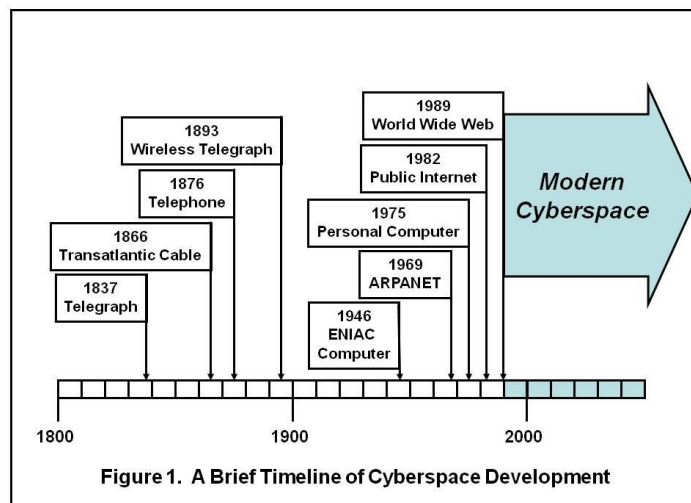 1989
World Wide Web
1893
Wireless Telegraph
1982
Public Internet
Modern
Cyberspace
1876
Telephone
1975
Personal Computer
1866
Transatlantic Cable
1969
ARPANET
1837
Telegraph
1946
ENIAC
Computer
1800
1900
2000
Figure 1. A Brief Timeline of Cyberspace Development